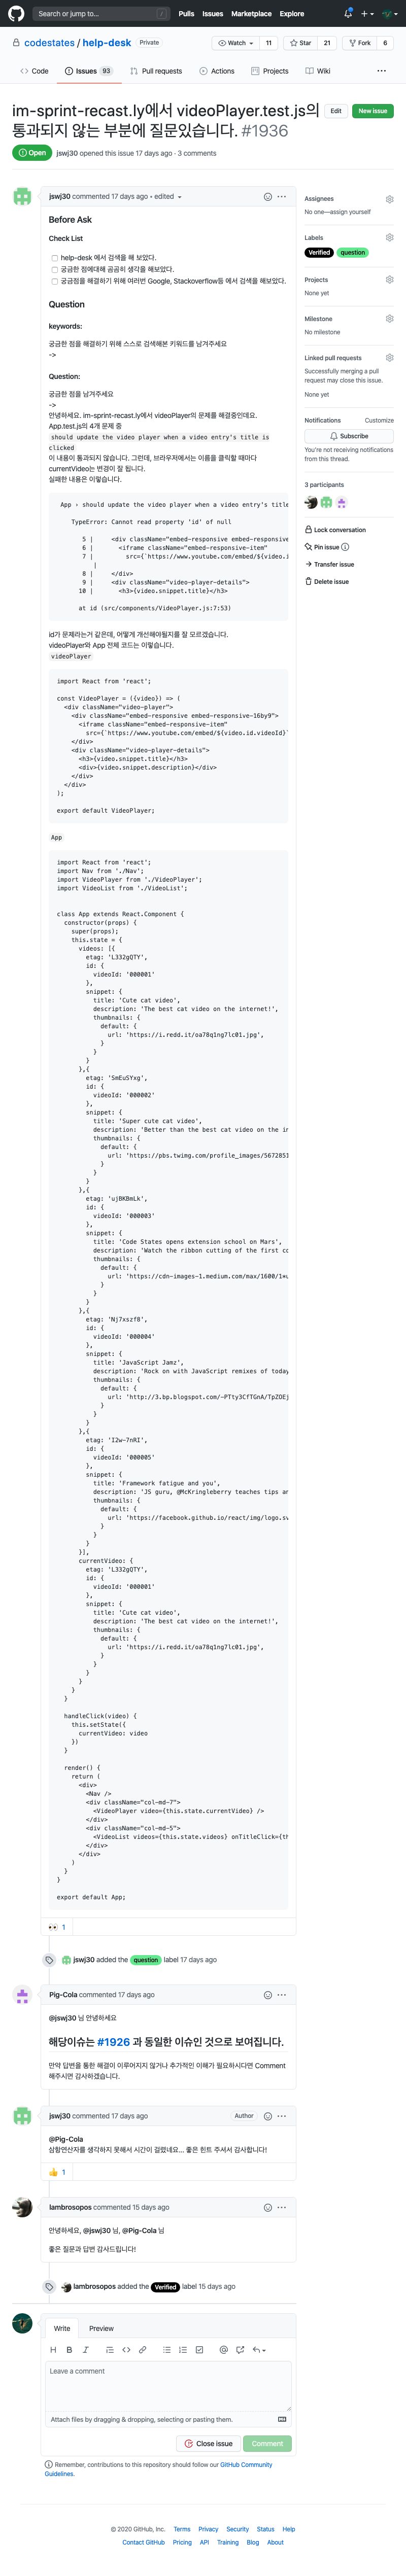 Search or jump to...
/
Pulls Issues Marketplace Explore
codestates / help-desk Private
Watch 11 Star 21 Fork 6
Code Issues 93 Pull requests Actions Projects Wiki
im-sprint-recast.ly에서 videoPlayer.test.js의
통과되지 않는 부분에 질문있습니다. #1936
Edit New issue
Open jswj30 opened this issue 17 days ago · 3 comments
jswj30 commented 17 days ago • edited
Before Ask
Check List
help-desk 에서 검색을 해 보았다.
궁금한 점에대해 곰곰히 생각을 해보았다.
궁금점을 해결하기 위해 여러번 Google, Stackoverflow등 에서 검색을 해보았다.
Question
keywords:
궁금한 점을 해결하기 위해 스스로 검색해본 키워드를 남겨주세요
->
Question:
궁금한 점을 남겨주세요
->
안녕하세요. im-sprint-recast.ly에서 videoPlayer의 문제를 해결중인데요.
App.test.js의 4개 문제 중
should update the video player when a video entry's title is
clicked
이 내용이 통과되지 않습니다. 그런데, 브라우저에서는 이름을 클릭할 때마다
currentVideo는 변경이 잘 됩니다.
실패한 내용은 이렇습니다.
App › should update the video player when a video entry's title
TypeError: Cannot read property 'id' of null
5 | <div className="embed-responsive embed-responsive
6 | <iframe className="embed-responsive-item"
7 | src={`https://www.youtube.com/embed/${video.i
|
8 | </div>
9 | <div className="video-player-details">
10 | <h3>{video.snippet.title}</h3>
at id (src/components/VideoPlayer.js:7:53)
id가 문제라는거 같은데, 어떻게 개선해야될지를 잘 모르겠습니다.
videoPlayer와 App 전체 코드는 이렇습니다.
videoPlayer
import React from 'react';
const VideoPlayer = ({video}) => (
<div className="video-player">
<div className="embed-responsive embed-responsive-16by9">
<iframe className="embed-responsive-item"
src={`https://www.youtube.com/embed/${video.id.videoId}`
</div>
<div className="video-player-details">
<h3>{video.snippet.title}</h3>
<div>{video.snippet.description}</div>
</div>
</div>
);
export default VideoPlayer;
App
import React from 'react';
import Nav from './Nav';
import VideoPlayer from './VideoPlayer';
import VideoList from './VideoList';
class App extends React.Component {
constructor(props) {
super(props);
this.state = {
videos: [{
etag: 'L332gQTY',
id: {
videoId: '000001'
},
snippet: {
title: 'Cute cat video',
description: 'The best cat video on the internet!',
thumbnails: {
default: {
url: 'https://i.redd.it/oa78q1ng7lc01.jpg',
}
}
}
},{
etag: 'SmEuSYxg',
id: {
videoId: '000002'
},
snippet: {
title: 'Super cute cat video',
description: 'Better than the best cat video on the in
thumbnails: {
default: {
url: 'https://pbs.twimg.com/profile_images/567285
}
}
}
},{
etag: 'ujBKBmLk',
id: {
videoId: '000003'
},
snippet: {
title: 'Code States opens extension school on Mars',
description: 'Watch the ribbon cutting of the first co
thumbnails: {
default: {
url: 'https://cdn-images-1.medium.com/max/1600/1*
}
}
}
},{
etag: 'Nj7xszf8',
id: {
videoId: '000004'
},
snippet: {
title: 'JavaScript Jamz',
description: 'Rock on with JavaScript remixes of today
thumbnails: {
default: {
url: 'http://3.bp.blogspot.com/-PTty3CfTGnA/TpZOEj
}
}
}
},{
etag: 'I2w-7nRI',
id: {
videoId: '000005'
},
snippet: {
title: 'Framework fatigue and you',
description: 'JS guru, @McKringleberry teaches tips an
thumbnails: {
default: {
url: 'https://facebook.github.io/react/img/logo.sv
}
}
}
}],
currentVideo: {
etag: 'L332gQTY',
id: {
videoId: '000001'
},
snippet: {
title: 'Cute cat video',
description: 'The best cat video on the internet!',
thumbnails: {
default: {
url: 'https://i.redd.it/oa78q1ng7lc01.jpg',
}
}
}
}
}
}
handleClick(video) {
this.setState({
currentVideo: video
})
}
render() {
return (
<div>
<Nav />
<div className="col-md-7">
<VideoPlayer video={this.state.currentVideo} />
</div>
<div className="col-md-5">
<VideoList videos={this.state.videos} onTitleClick={th
</div>
</div>
)
}
}
export default App;
1
jswj30 added the question label 17 days ago
Pig-Cola commented 17 days ago
@jswj30 님 안녕하세요
해당이슈는 #1926 과 동일한 이슈인 것으로 보여집니다.
만약 답변을 통한 해결이 이루어지지 않거나 추가적인 이해가 필요하시다면 Comment
해주시면 감사하겠습니다.
jswj30 commented 17 days ago
Author
@Pig-Cola
삼항연산자를 생각하지 못해서 시간이 걸렸네요... 좋은 힌트 주셔서 감사합니다!
1
lambrosopos commented 15 days ago
안녕하세요, @jswj30 님, @Pig-Cola 님
좋은 질문과 답변 감사드립니다!
lambrosopos added the Verified label 15 days ago
Write Preview
Leave a comment
Attach files by dragging & dropping, selecting or pasting them.
Close issue Comment
Remember, contributions to this repository should follow our GitHub Community
Guidelines.
Assignees
No one—assign yourself
Labels
Verified question
Projects
None yet
Milestone
No milestone
Linked pull requests
Successfully merging a pull
request may close this issue.
None yet
Notifications Customize
Subscribe
You're not receiving notifications
from this thread.
3 participants
Lock conversation
Pin issue
Transfer issue
Delete issue
© 2020 GitHub, Inc. Terms Privacy Security Status Help
Contact GitHub Pricing API Training Blog About